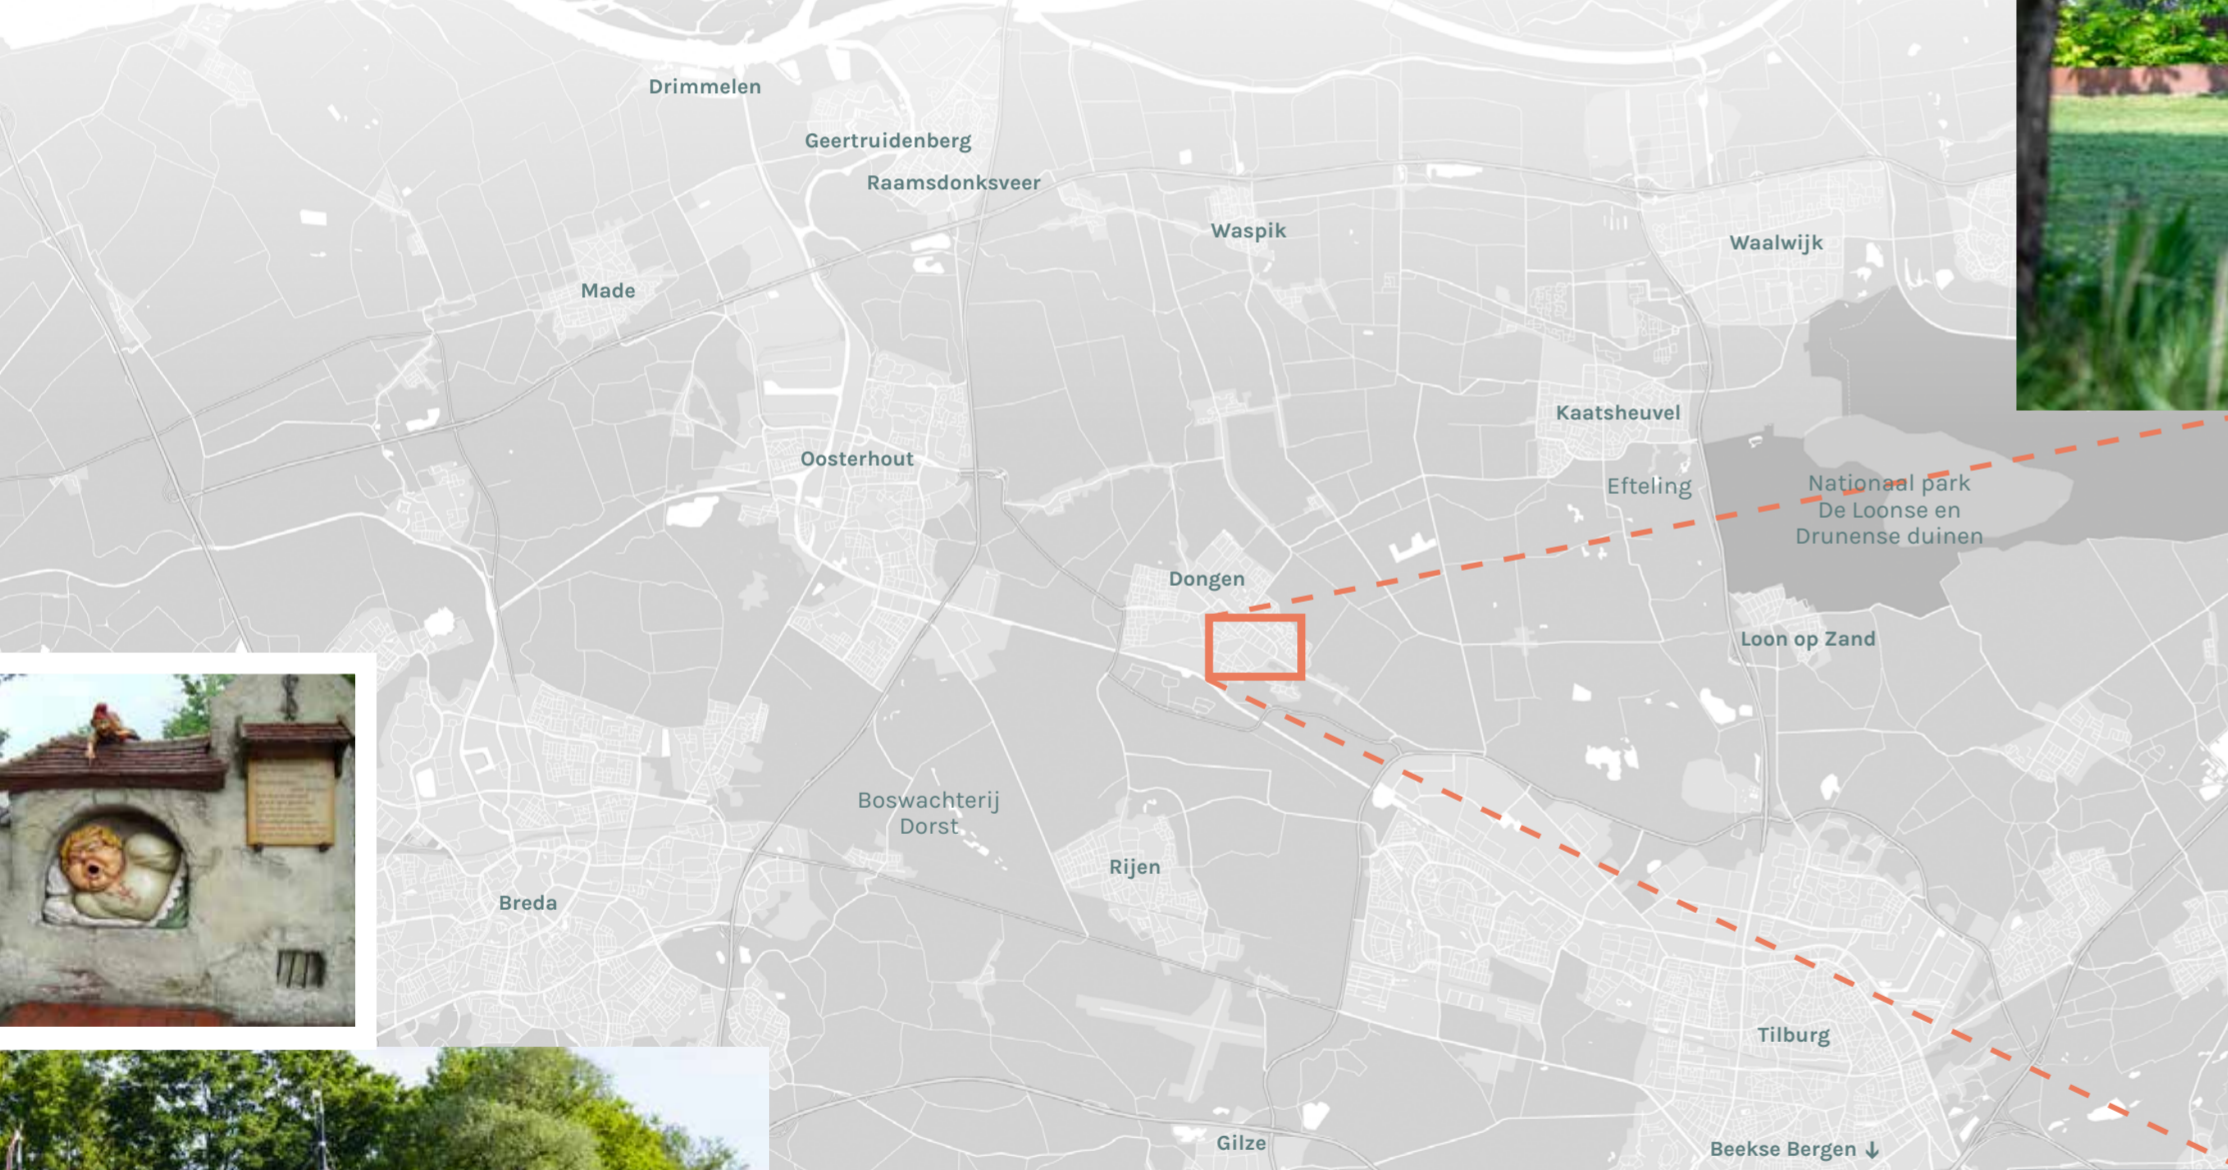 Drimmelen
Geertruidenberg
Raamsdonksveer
Waspik
Waalwijk
Made
Kaatsheuvel
Oosterhout
Efteling
Nationaal park
De Loonse en
Drunense duinen
Dongen
Loon op Zand
Boswachterij
Dorst
Rijen
Breda
Tilburg
Gilze
Beekse Bergen ↓